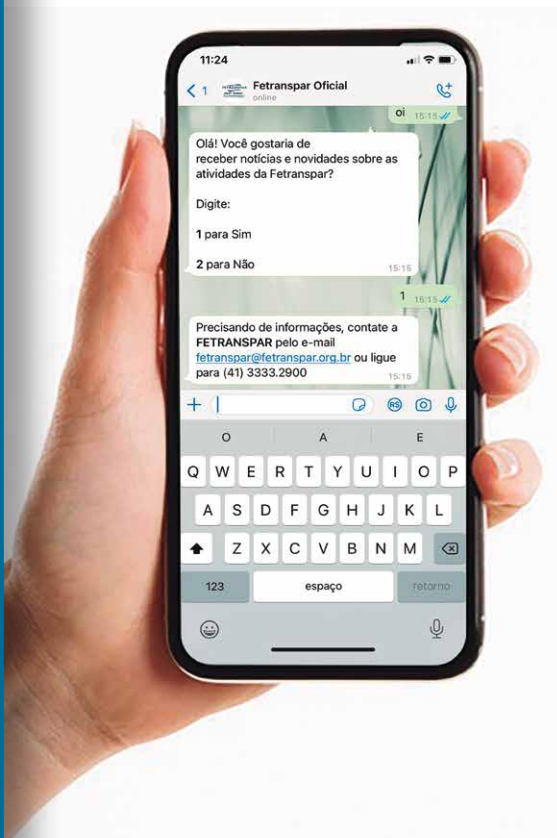 11:24
1
Fetranspar Oficial
online
oi 15:15
Olá! Você gostaria de
receber notícias e novidades sobre as
atividades da Fetranspar?
Digite:
1 para Sim
2 para Não
15:15
1 15:15
Precisando de informações, contate a
FETRANSPAR pelo e-mail
fetranspar@fetranspar.org.br ou ligue
para (41) 3333.2900
15:15
R$
O A E
Q W E R T Y U I O P
A S D F G H J K L
Z X C V B N M
123 espaço retorno